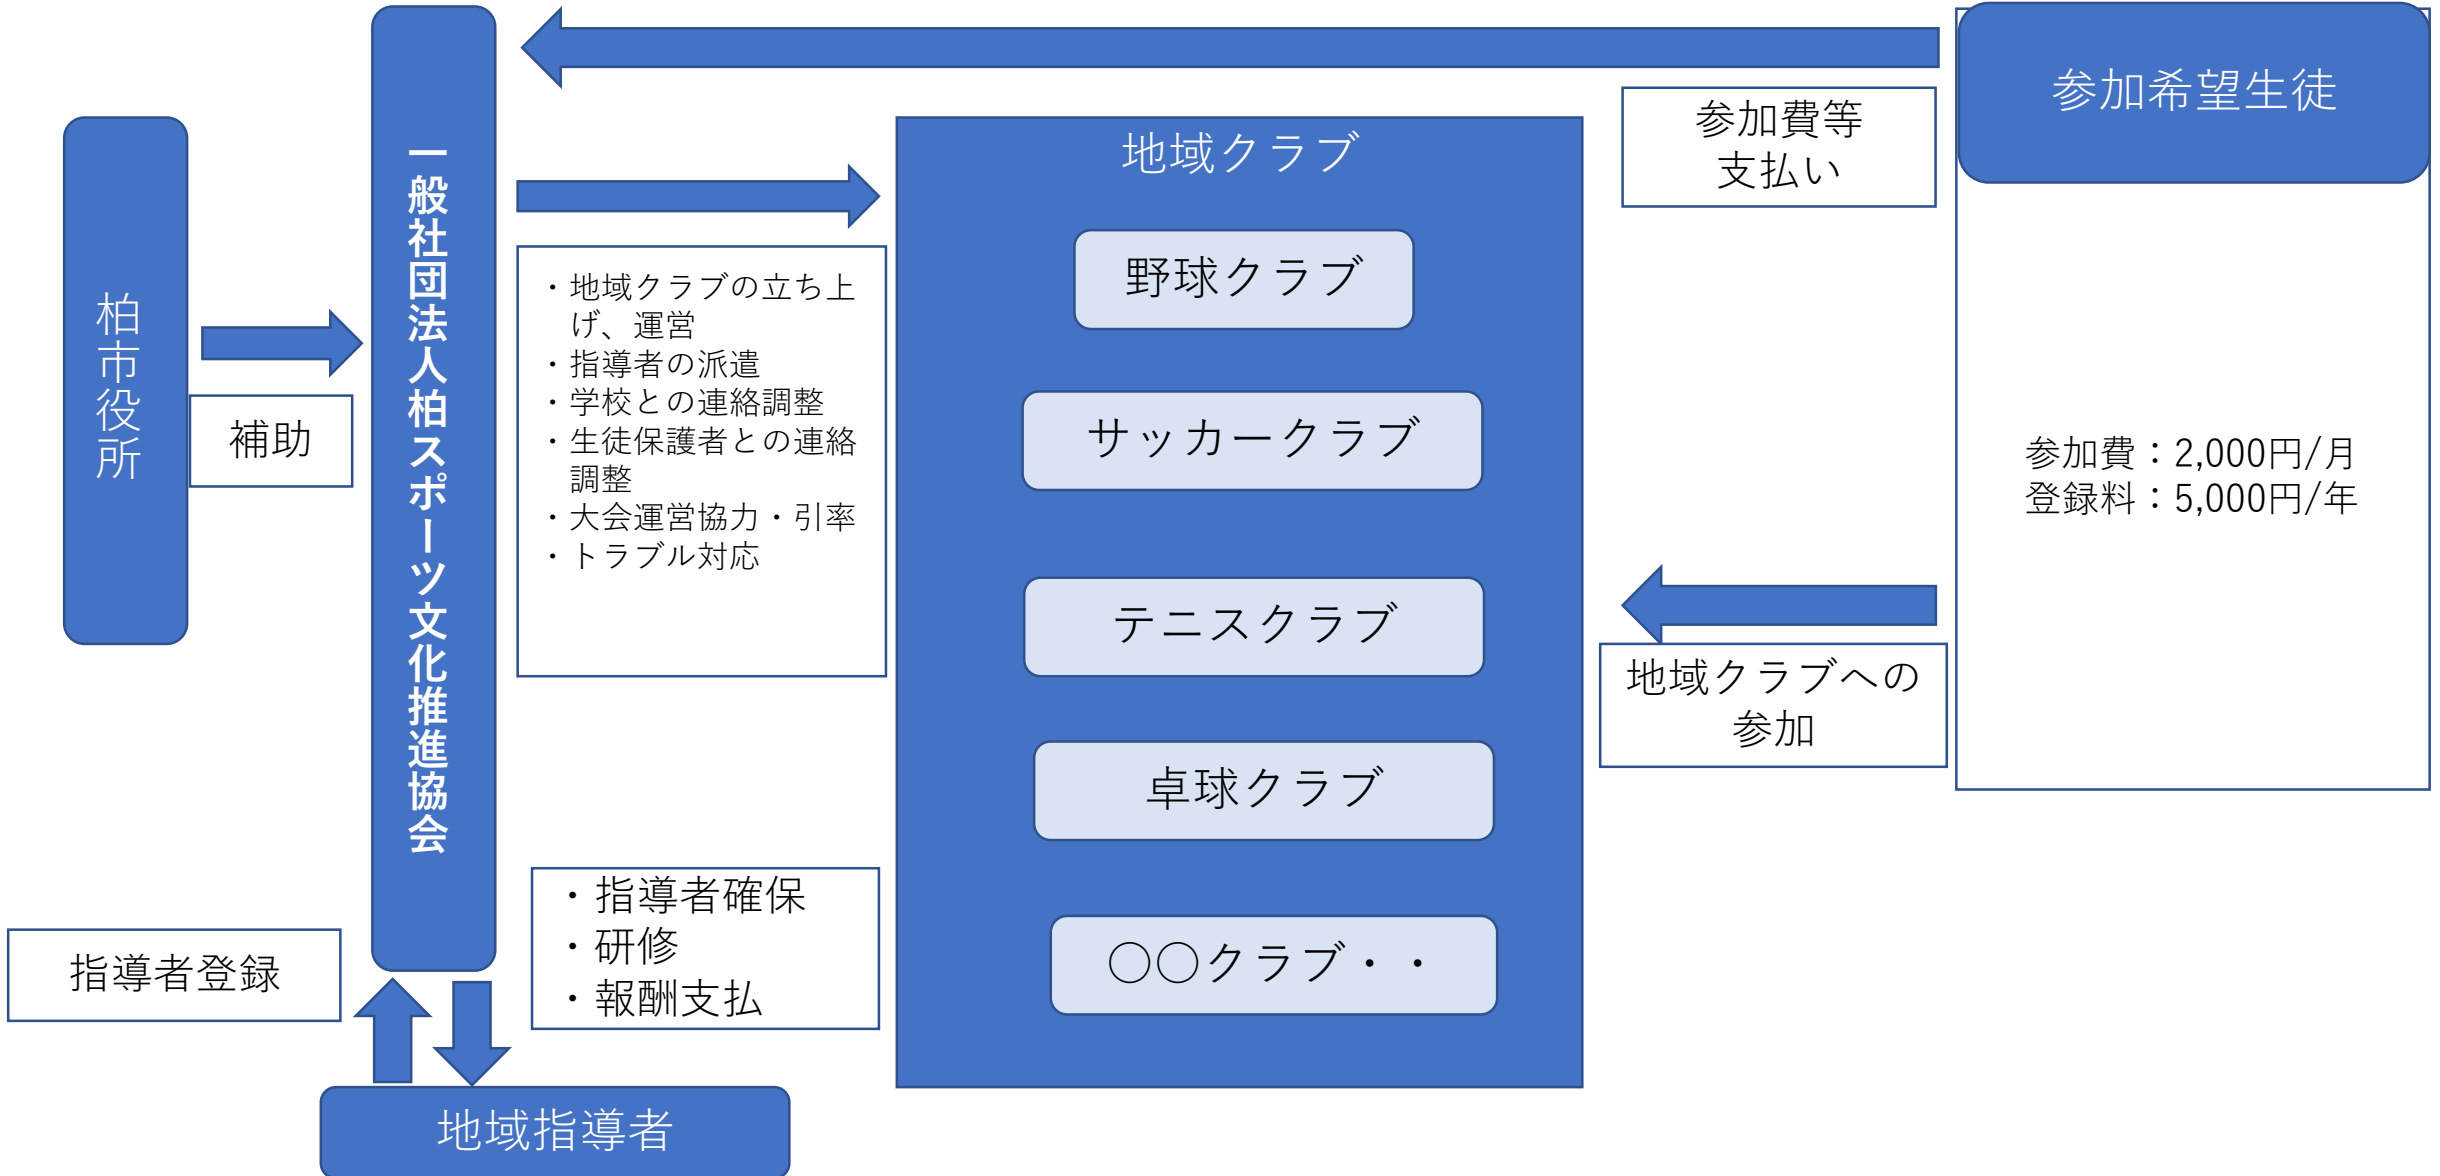 柏市役所
補助
一般社団法人柏スポーツ文化推進協会
・地域クラブの立ち上
げ、運営
・指導者の派遣
・学校との連絡調整
・生徒保護者との連絡
調整
・大会運営協力・引率
・トラブル対応
地域クラブ
野球クラブ
サッカークラブ
テニスクラブ
卓球クラブ
〇〇クラブ・・
参加費等
支払い
参加希望生徒
参加費：2,000円/月
登録料：5,000円/年
地域クラブへの
参加
指導者登録
・指導者確保
・研修
・報酬支払
地域指導者